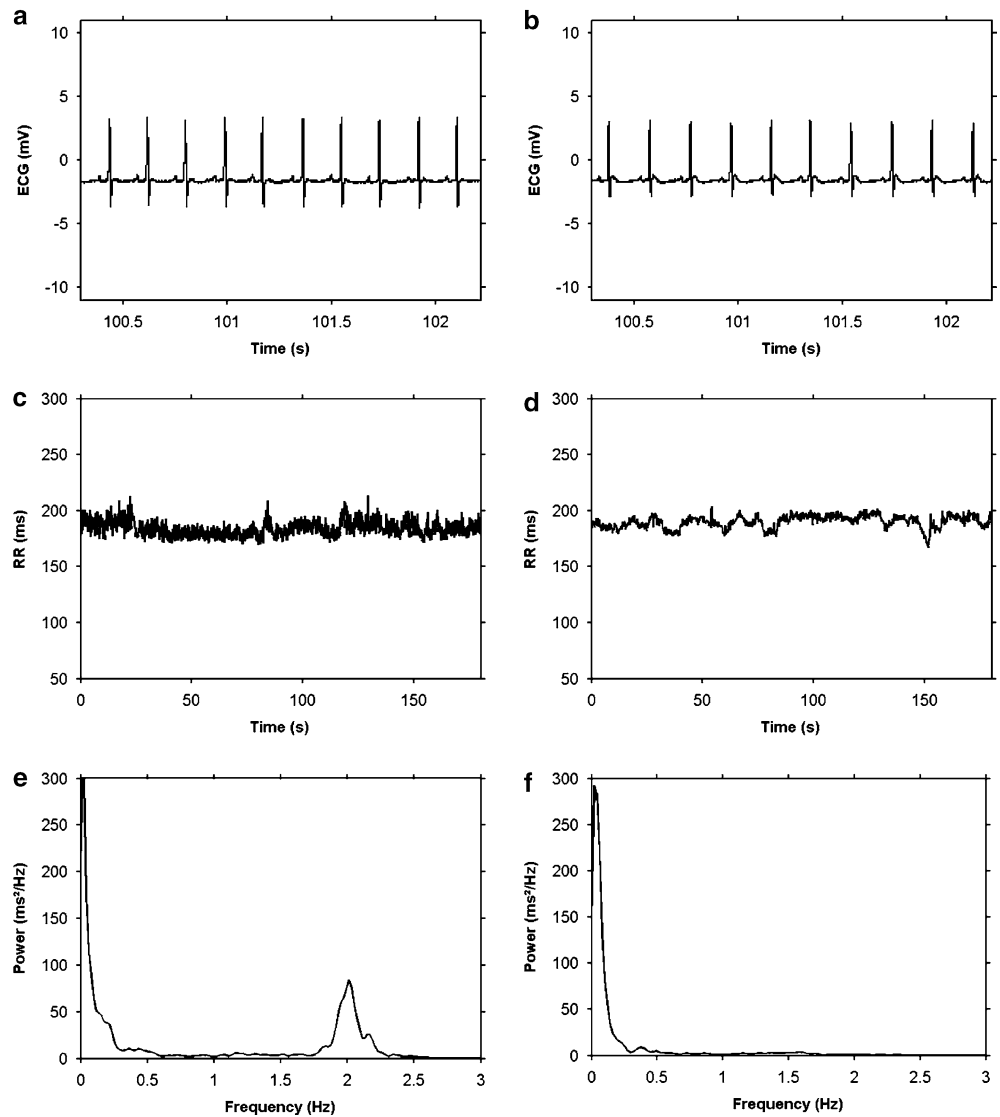 a
ECG (mV)
10
5
0
-5
-10
100.5 101 101.5 102
Time (s)
b
ECG (mV)
10
5
0
-5
-10
100.5 101 101.5 102
Time (s)
c
RR (ms)
300
250
200
150
100
50
0 50 100 150
Time (s)
d
RR (ms)
300
250
200
150
100
50
0 50 100 150
Time (s)
e
Power (ms²/Hz)
300
250
200
150
100
50
0
0 0.5 1 1.5 2 2.5 3
Frequency (Hz)
f
Power (ms²/Hz)
300
250
200
150
100
50
0
0 0.5 1 1.5 2 2.5 3
Frequency (Hz)